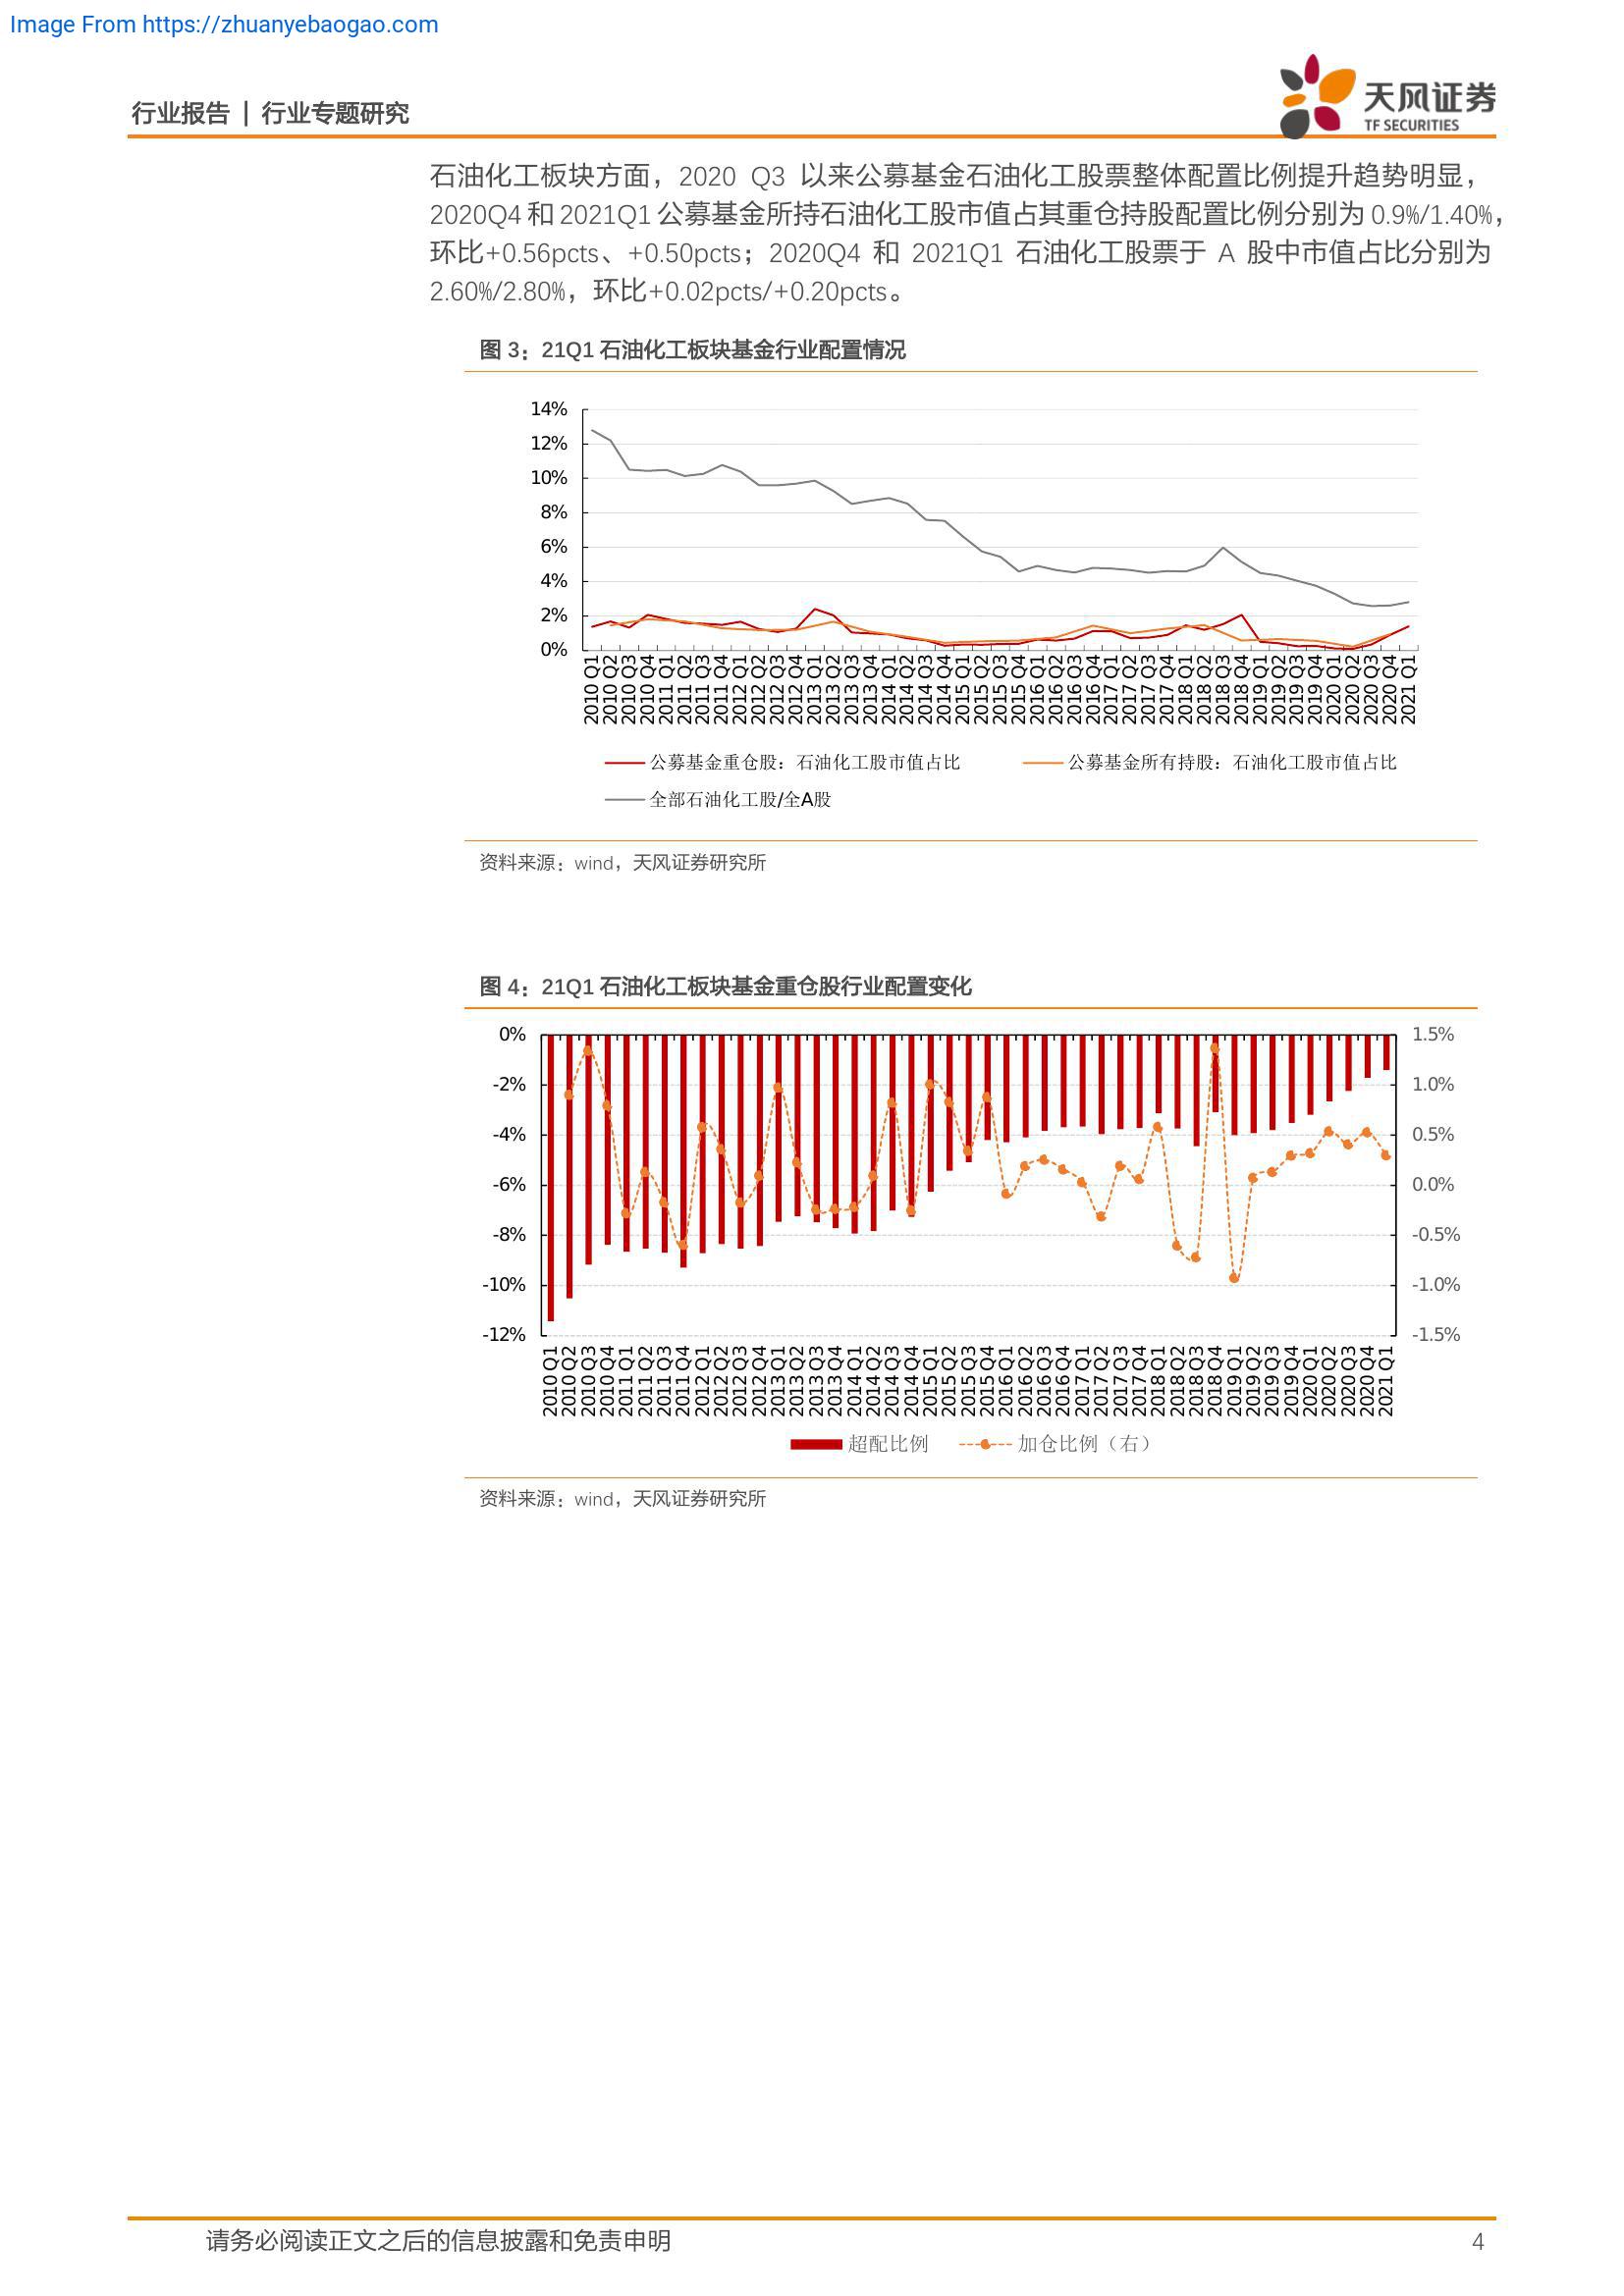 Image From https://zhuanyebaogao.com
行业报告 | 行业专题研究
天风证券
TF SECURITIES
石油化工板块方面，2020 Q3 以来公募基金石油化工股票整体配置比例提升趋势明显，
2020Q4 和 2021Q1 公募基金所持石油化工股市值占其重仓持股配置比例分别为 0.9%/1.40%，
环比+0.56pcts、+0.50pcts；2020Q4 和 2021Q1 石油化工股票于 A 股中市值占比分别为
2.60%/2.80%，环比+0.02pcts/+0.20pcts。
图 3：21Q1 石油化工板块基金行业配置情况
14%
12%
10%
8%
6%
4%
2%
0%
2010 Q1 2010 Q2 2010 Q3 2010 Q4 2011 Q1 2011 Q2 2011 Q3 2011 Q4 2012 Q1 2012 Q2 2012 Q3 2012 Q4 2013 Q1 2013 Q2 2013 Q3 2013 Q4 2014 Q1 2014 Q2 2014 Q3 2014 Q4 2015 Q1 2015 Q2 2015 Q3 2015 Q4 2016 Q1 2016 Q2 2016 Q3 2016 Q4 2017 Q1 2017 Q2 2017 Q3 2017 Q4 2018 Q1 2018 Q2 2018 Q3 2018 Q4 2019 Q1 2019 Q2 2019 Q3 2019 Q4 2020 Q1 2020 Q2 2020 Q3 2020 Q4 2021 Q1
公募基金重仓股：石油化工股市值占比 公募基金所有持股：石油化工股市值占比
全部石油化工股/全A股
资料来源：wind，天风证券研究所
图 4：21Q1 石油化工板块基金重仓股行业配置变化
0% 1.5%
-2% 1.0%
-4% 0.5%
-6% 0.0%
-8% -0.5%
-10% -1.0%
-12% -1.5%
2010 Q1 2010 Q2 2010 Q3 2010 Q4 2011 Q1 2011 Q2 2011 Q3 2011 Q4 2012 Q1 2012 Q2 2012 Q3 2012 Q4 2013 Q1 2013 Q2 2013 Q3 2013 Q4 2014 Q1 2014 Q2 2014 Q3 2014 Q4 2015 Q1 2015 Q2 2015 Q3 2015 Q4 2016 Q1 2016 Q2 2016 Q3 2016 Q4 2017 Q1 2017 Q2 2017 Q3 2017 Q4 2018 Q1 2018 Q2 2018 Q3 2018 Q4 2019 Q1 2019 Q2 2019 Q3 2019 Q4 2020 Q1 2020 Q2 2020 Q3 2020 Q4 2021 Q1
超配比例 加仓比例（右）
资料来源：wind，天风证券研究所
请务必阅读正文之后的信息披露和免责申明 4